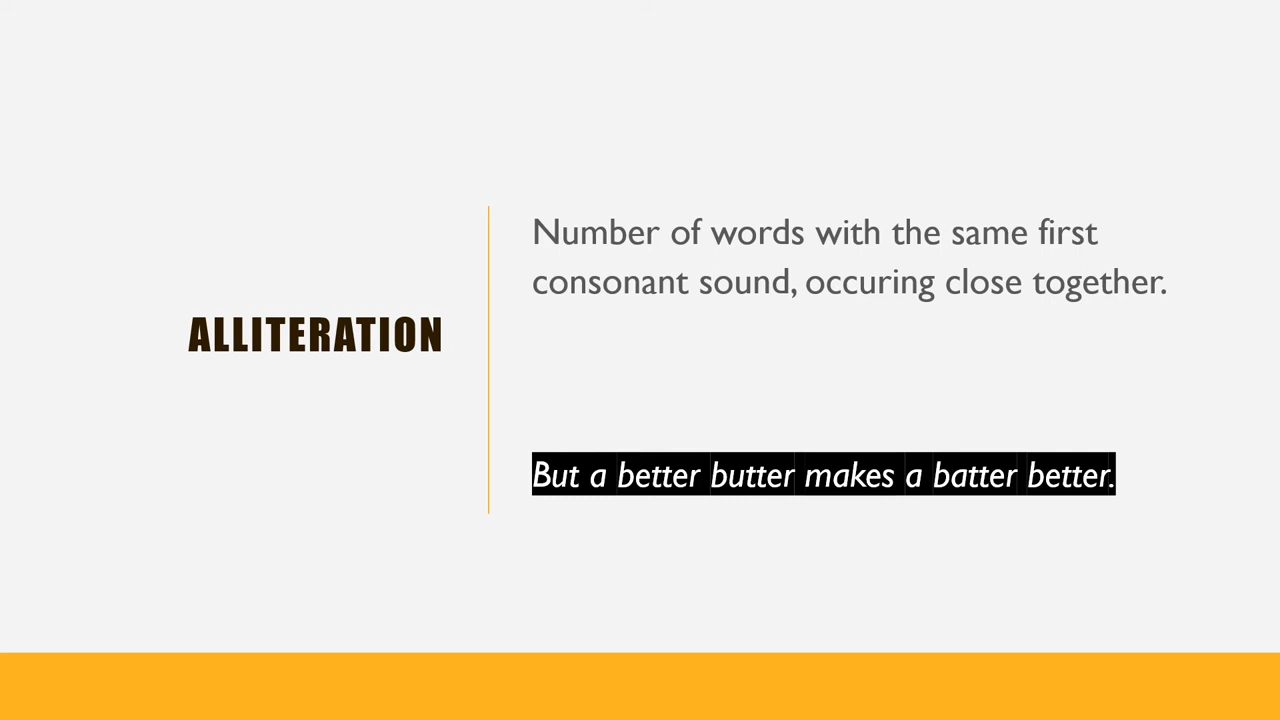 ALLITERATION
Number of words with the same first
consonant sound, occuring close together.
But a better butter makes a batter better.